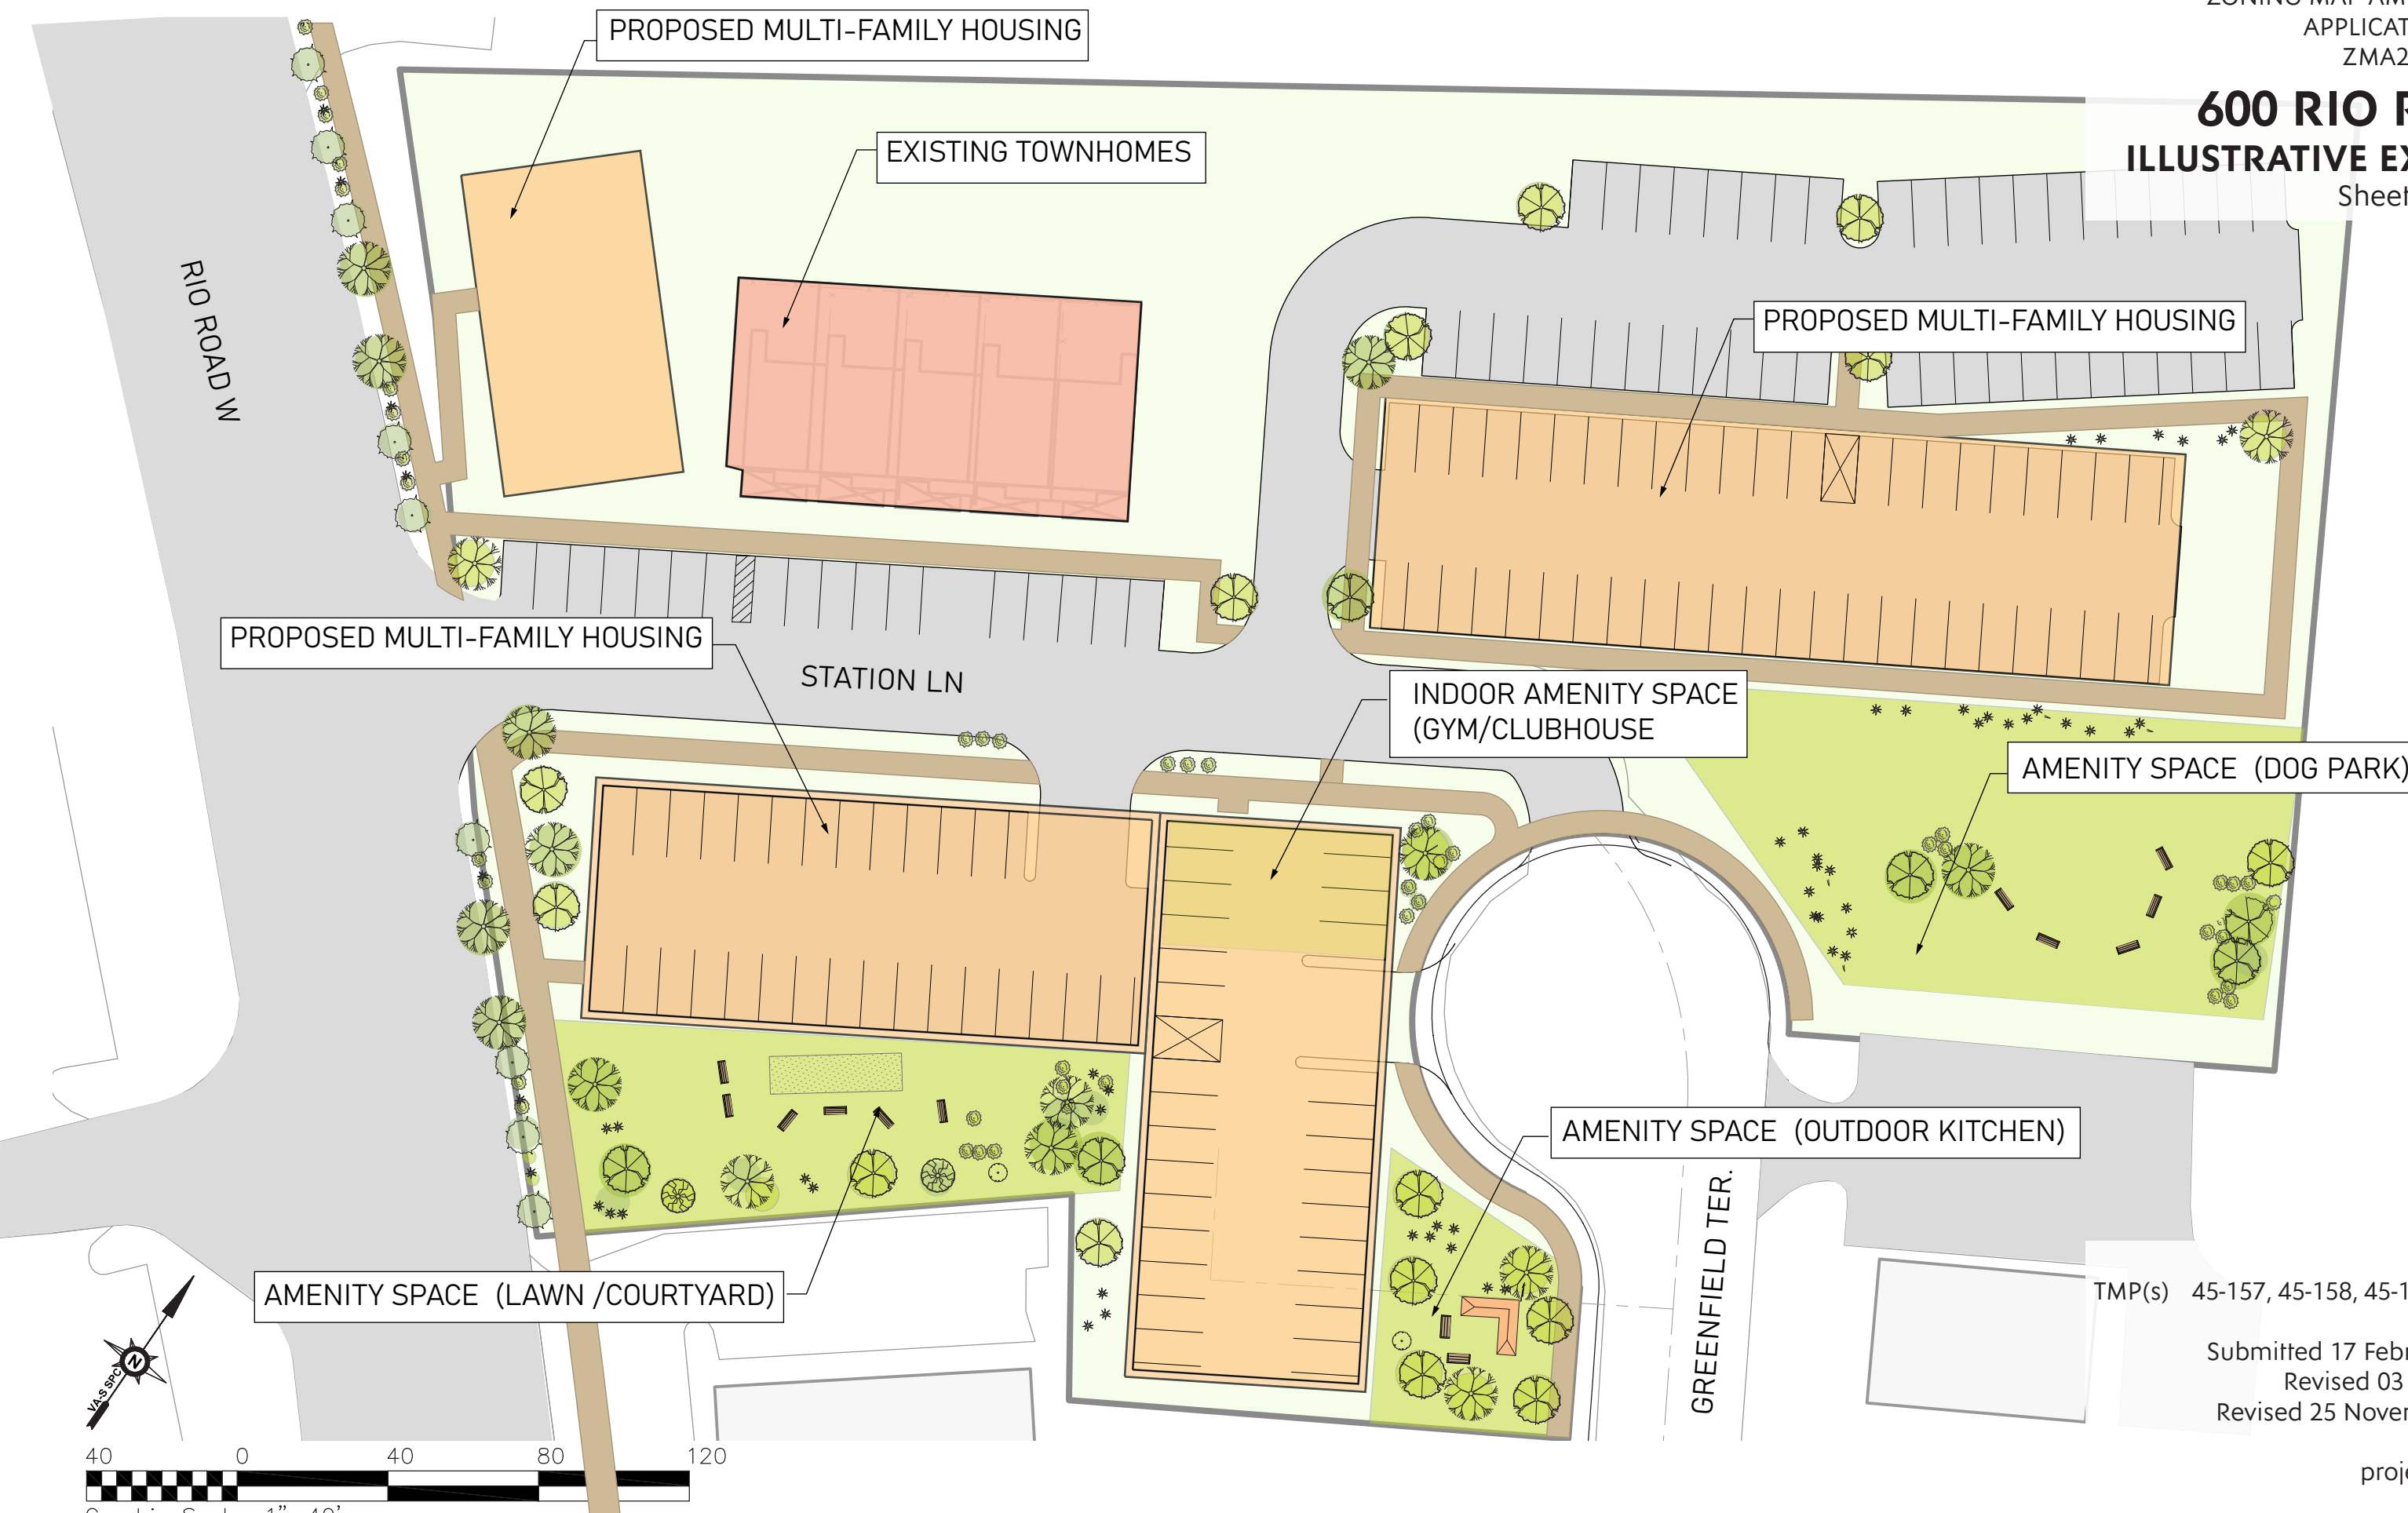 PROPOSED MULTI-FAMILY HOUSING
APPLICAT
ZMA2
600 RIO R
ILLUSTRATIVE EX
Sheet
EXISTING TOWNHOMES
RIO ROAD W
PROPOSED MULTI-FAMILY HOUSING
PROPOSED MULTI-FAMILY HOUSING
STATION LN
INDOOR AMENITY SPACE
(GYM/CLUBHOUSE
AMENITY SPACE (DOG PARK)
AMENITY SPACE (OUTDOOR KITCHEN)
GREENFIELD TER.
AMENITY SPACE (LAWN /COURTYARD)
N
VA-S SPC
TMP(s) 45-157, 45-158, 45-1
Submitted 17 Febr
Revised 03
Revised 25 Nover
proje
40 0 40 80 120